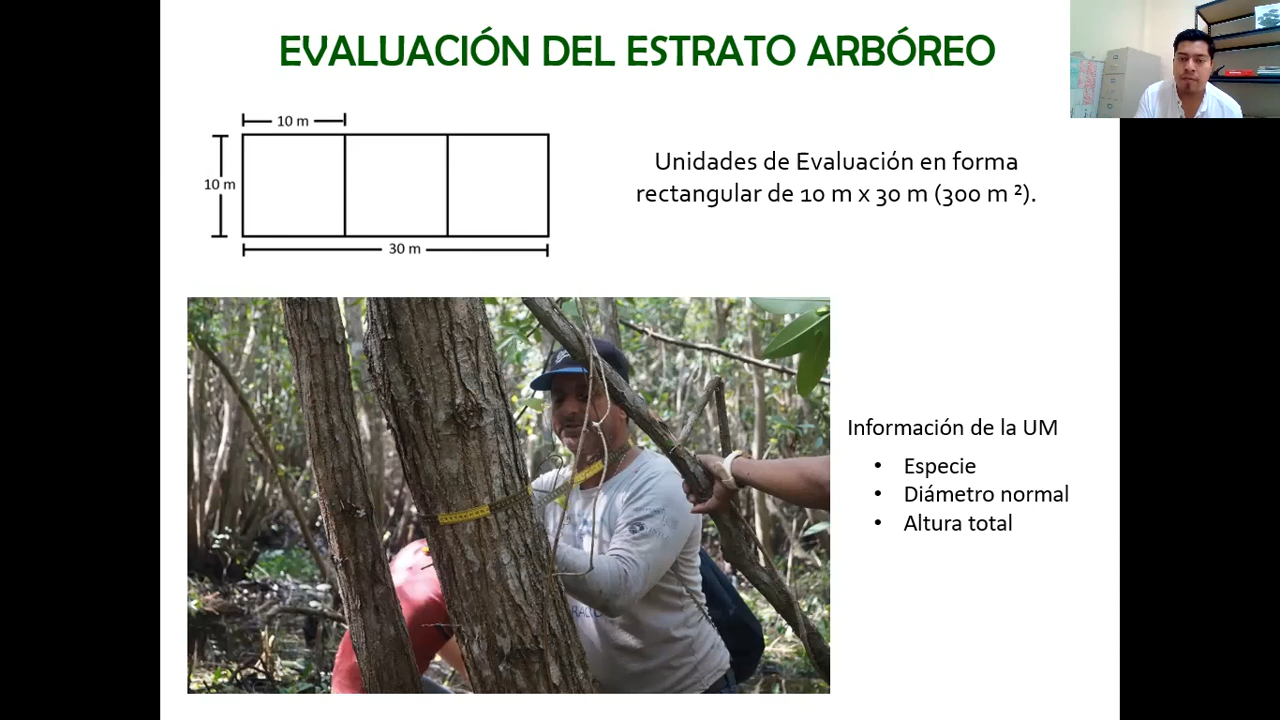 EVALUACIÓN DEL ESTRATO ARBÓREO
10 m
10 m
30 m
Unidades de Evaluación en forma
rectangular de 10 m x 30 m (300 m ²).
Información de la UM
• Especie
• Diámetro normal
• Altura total